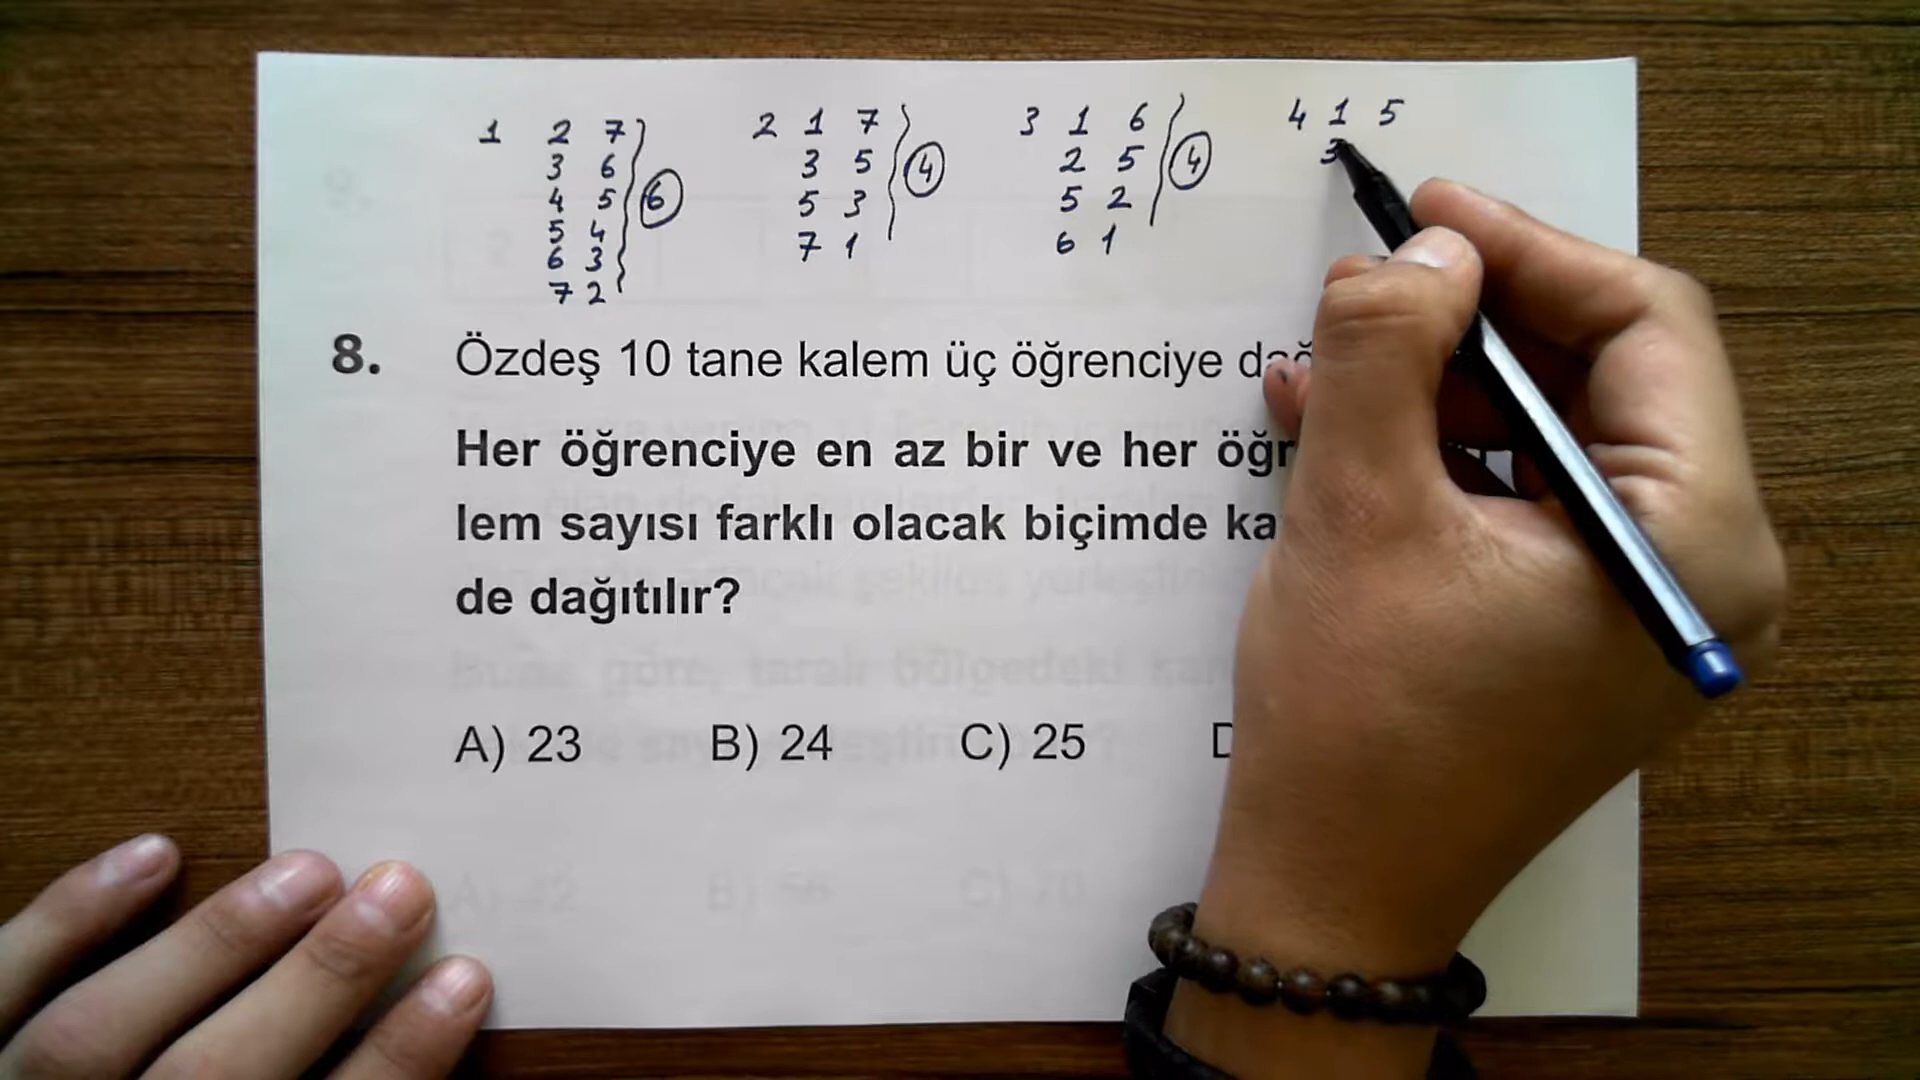 1 2 7
3 6
4 5
5 4
6 3
7 2
6
2 1 7
3 5
5 3
7 1
4
3 1 6
2 5
5 2
6 1
4
4 1 5
3
8. Özdeş 10 tane kalem üç öğrenciye
Her öğrenciye en az bir ve her
lem sayısı farklı olacak biçimde
de dağıtılır?
A) 23 B) 24 C) 25